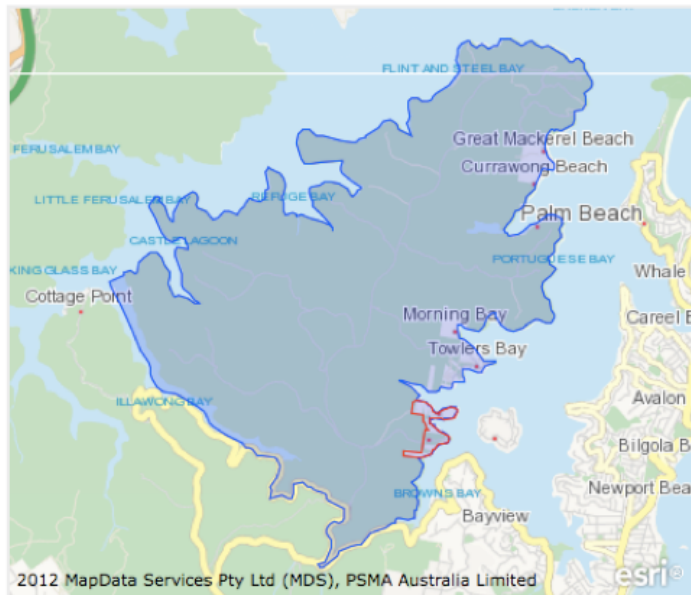 FLINT AND STEEL BAY
Great Mackerel Beach
FERUSALEM BAY
Currawong Beach
LITTLE FERUSALEM BAY
REFUGE BAY
Palm Beach
CASTLE LAGOON
PORTUGUESE BAY
KING GLASS BAY
Whale
Cottage Point
Morning Bay
Careel B
Towlers Bay
ILLAWONG BAY
Avalon
Bilgola B
BROWNS BAY
Newport Bea
Bayview
2012 MapData Services Pty Ltd (MDS), PSMA Australia Limited
esri